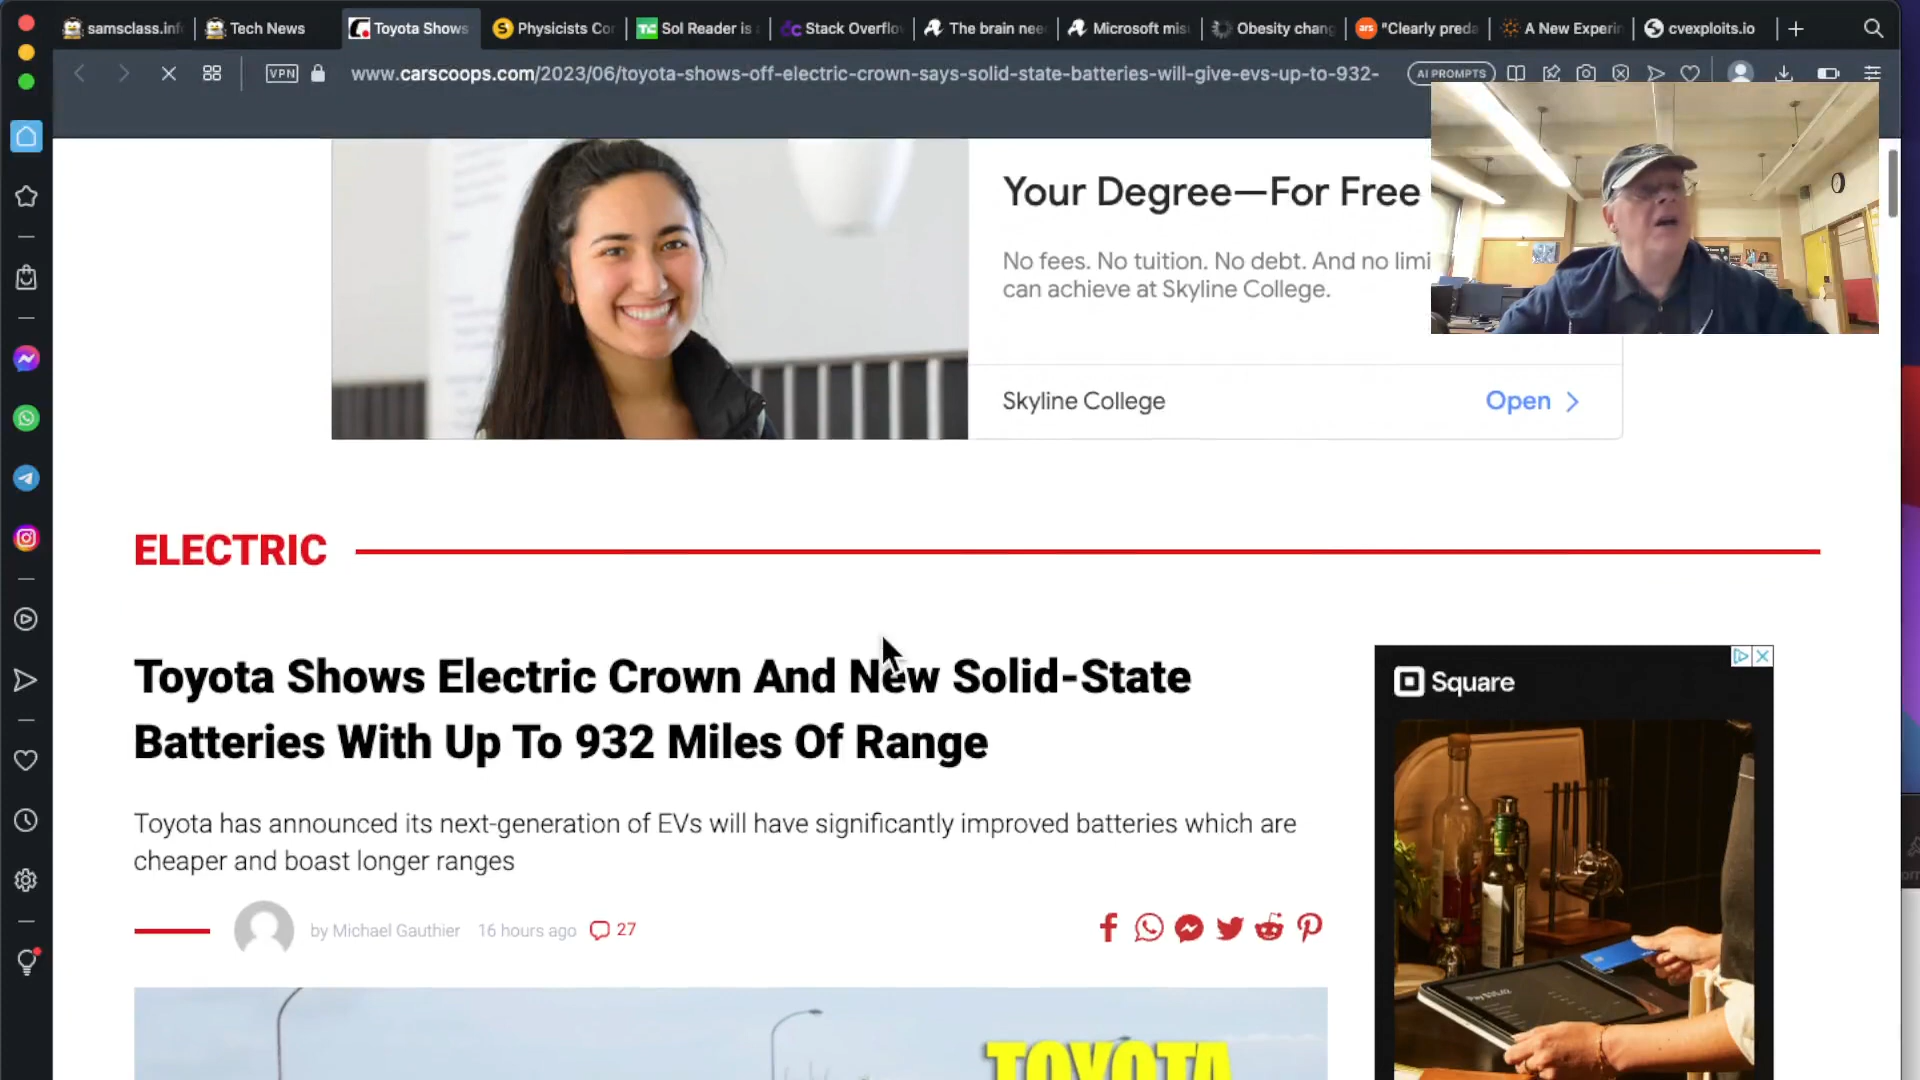 samsclass.inf
Tech News
Toyota Shows
Physicists Cor
Sol Reader is a
Stack Overflo
The brain nee
Microsoft mis
Obesity chang
"Clearly preda
A New Experin
cvexploits.io
VPN
www.carscoops.com/2023/06/toyota-shows-off-electric-crown-says-solid-state-batteries-will-give-evs-up-to-932-
AI PROMPTS
Your Degree—For Free
No fees. No tuition. No debt. And no limi
can achieve at Skyline College.
Skyline College
Open
ELECTRIC
Toyota Shows Electric Crown And New Solid-State
Batteries With Up To 932 Miles Of Range
Toyota has announced its next-generation of EVs will have significantly improved batteries which are
cheaper and boast longer ranges
by Michael Gauthier
16 hours ago
27
Square
TOYOTA